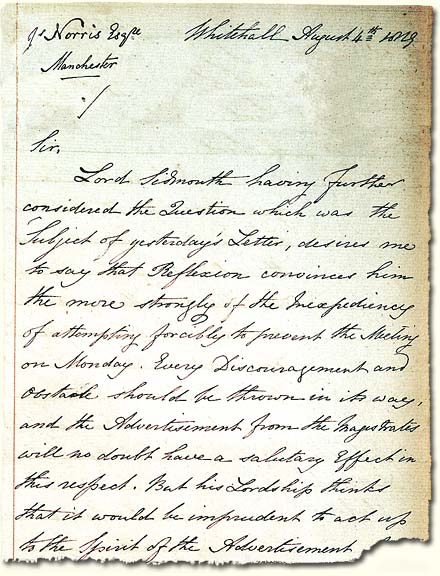 Js Norris Esqre Whitehall August 4th 1819
Manchester
Sir,
Lord Sidmouth having further
considered the Question which was the
Subject of yesterday's Letter, desires me
to say that Reflexion convinces him
the more strongly of the Inexpediency
of attempting forcibly to prevent the Meeting
on Monday. Every Discouragement and
obstacle should be thrown in its way,
and the Advertisement from the Magistrates
will no doubt have a salutary Effect in
this respect. But his Lordship thinks
that it would be imprudent to act up
to the Spirit of the Advertisement